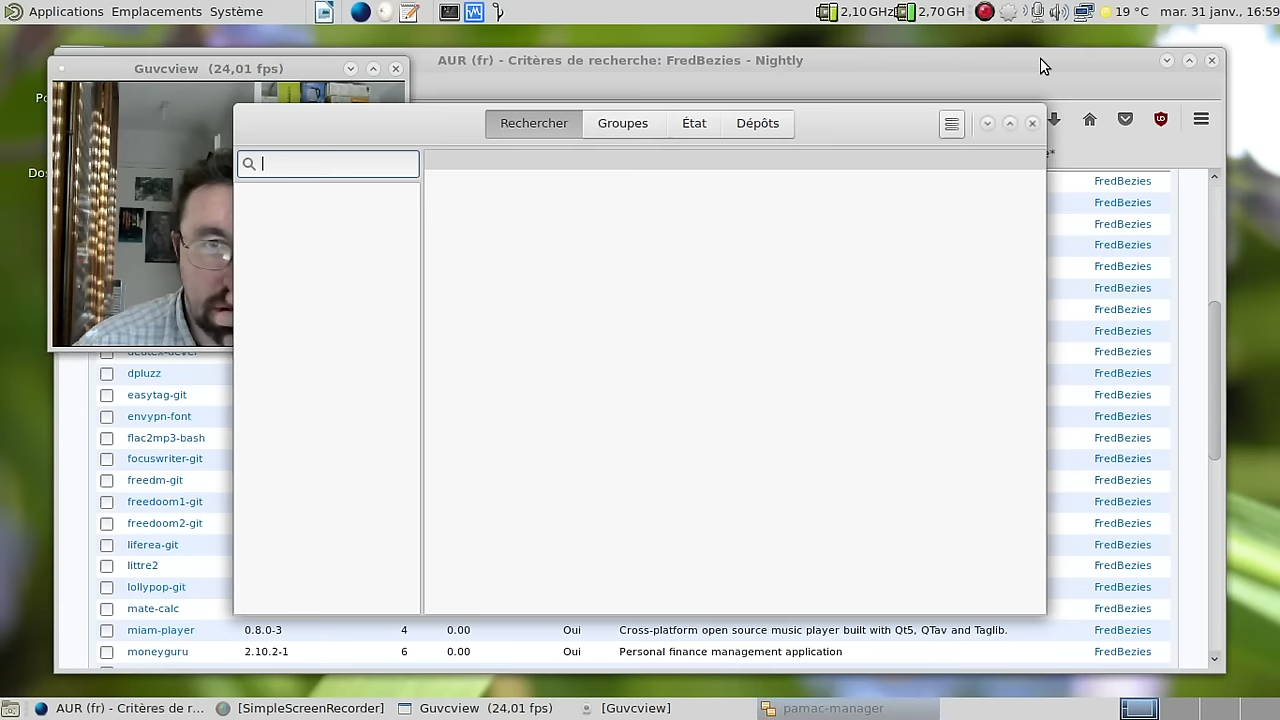 Applications Emplacements Système
2,10 GHz 2,70 GH 19 °C mar. 31 janv., 16:59
AUR (fr) - Critères de recherche: FredBezies - Nightly
Guvcview (24,01 fps)
Rechercher Groupes État Dépôts
FredBezies
FredBezies
FredBezies
FredBezies
FredBezies
FredBezies
FredBezies
FredBezies
FredBezies
dpluzz FredBezies
easytag-git FredBezies
envypn-font FredBezies
flac2mp3-bash FredBezies
focuswriter-git FredBezies
freedm-git FredBezies
freedoom1-git FredBezies
freedoom2-git FredBezies
liferea-git FredBezies
littre2 FredBezies
lollypop-git FredBezies
mate-calc FredBezies
miam-player 0.8.0-3 4 0.00 Oui Cross-platform open source music player built with Qt5, QTav and Taglib. FredBezies
moneyguru 2.10.2-1 6 0.00 Oui Personal finance management application FredBezies
AUR (fr) - Critères de r... [SimpleScreenRecorder] Guvcview (24,01 fps) [Guvcview] pamac-manager